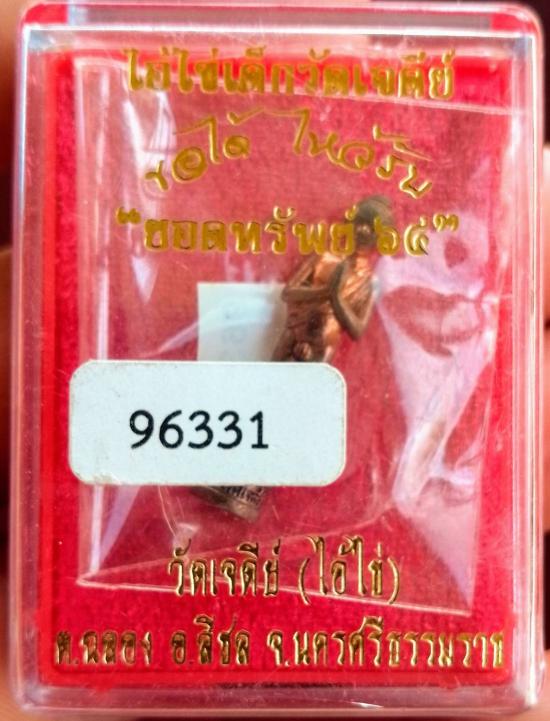 ไอ้ไข่เด็กวัดเจดีย์
ขอได้ ไหว้รับ
"ยอดทรัพย์ ๖๔"
96331
วัดเจดีย์ (ไอ้ไข่)
ต.ฉลอง อ.สิชล จ.นครศรีธรรมราช